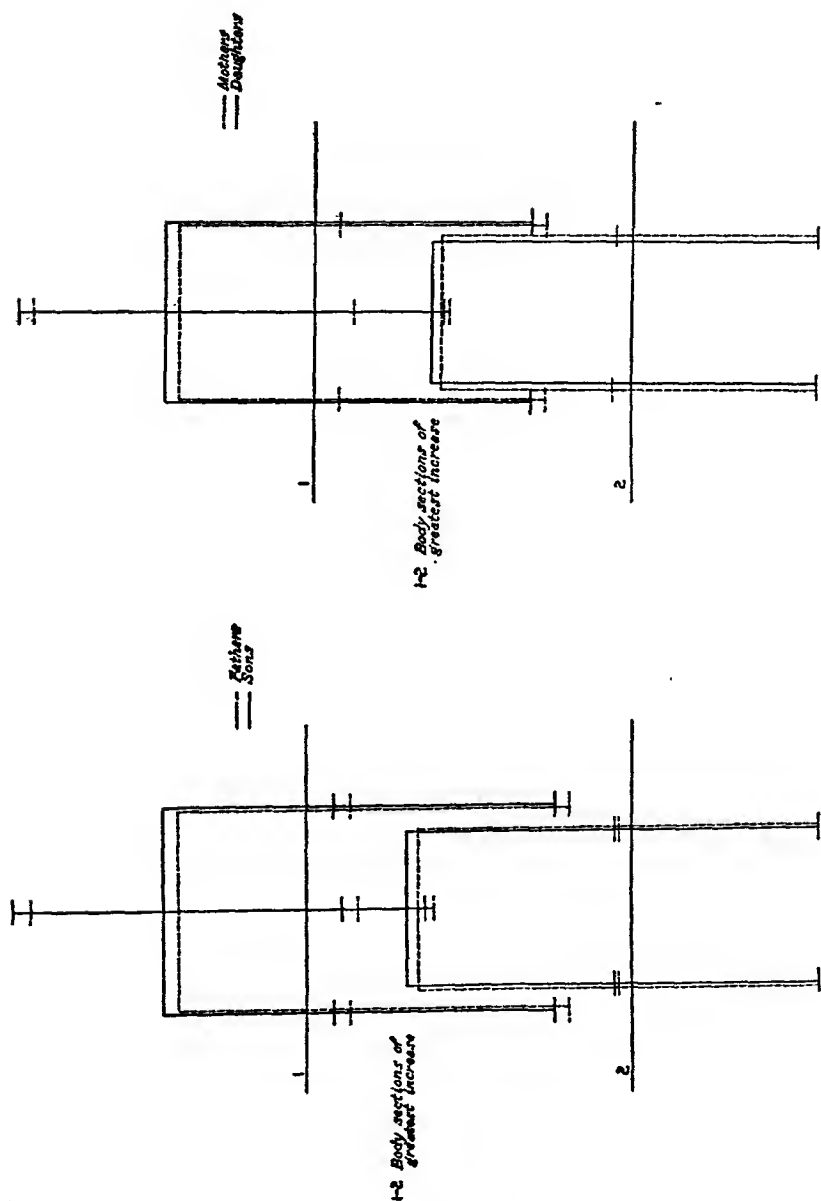 Mothers
Daughters
1
1-2 Body sections of
greatest increase
2
Fathers
Sons
1
1-2 Body sections of
greatest increase
2